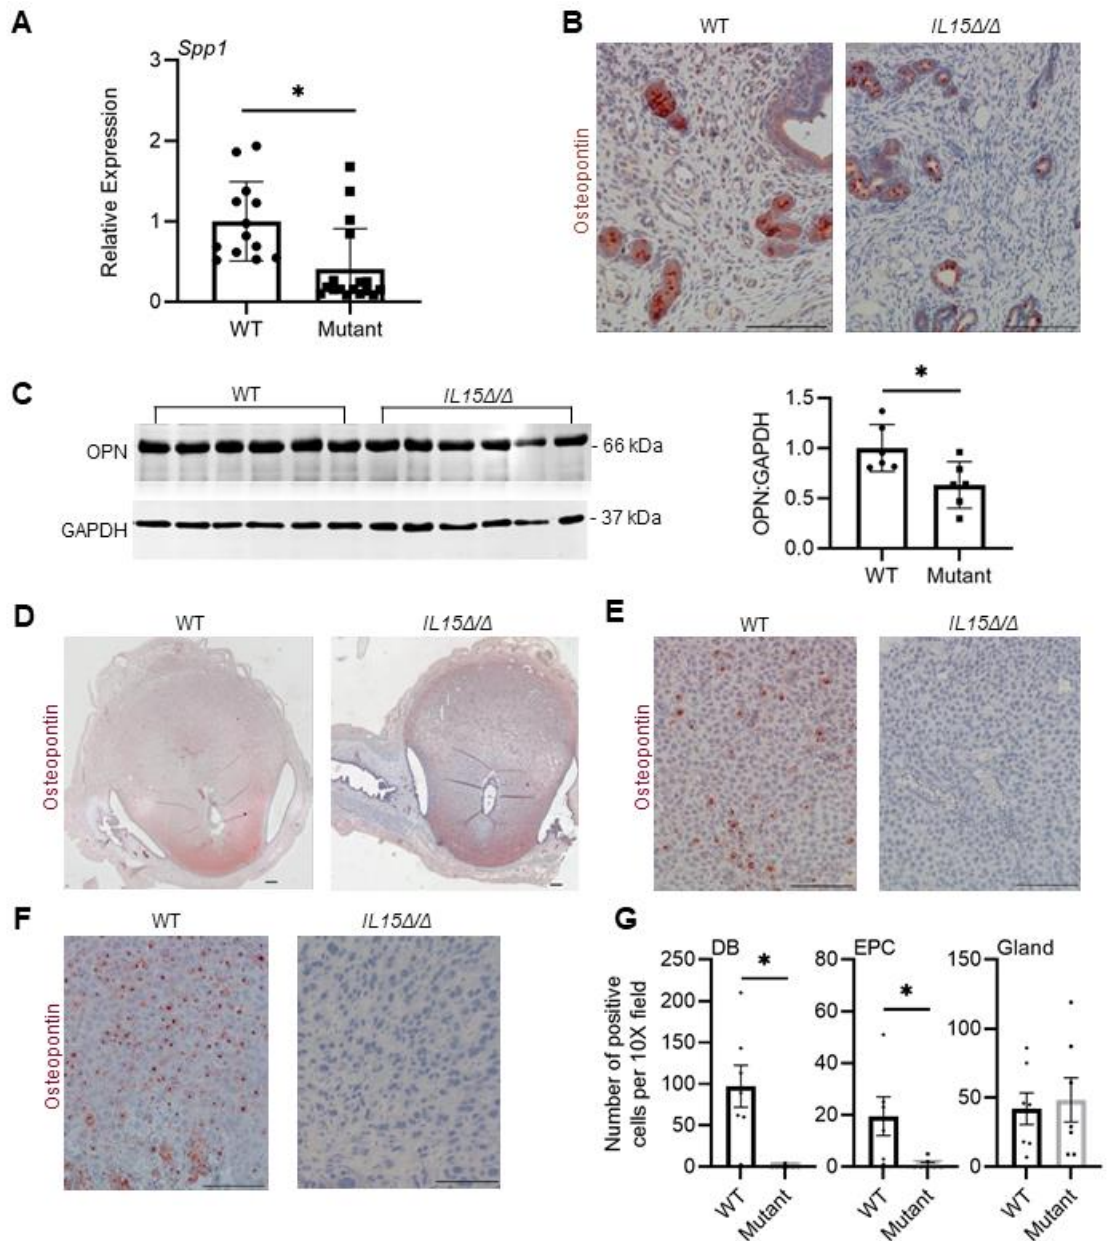 A
Spp1
3
2
1
0
Relative Expression
*
WT
Mutant
B
WT
IL15Δ/Δ
Osteopontin
C
WT
IL15Δ/Δ
OPN
- 66 kDa
GAPDH
- 37 kDa
*
1.5
1.0
0.5
0.0
OPN:GAPDH
WT
Mutant
D
WT
IL15Δ/Δ
Osteopontin
E
WT
IL15Δ/Δ
Osteopontin
F
WT
IL15Δ/Δ
Osteopontin
G
Number of positive
cells per 10X field
DB
250
200
150
100
50
0
*
WT
Mutant
EPC
80
60
40
20
0
*
WT
Mutant
Gland
150
100
50
0
WT
Mutant